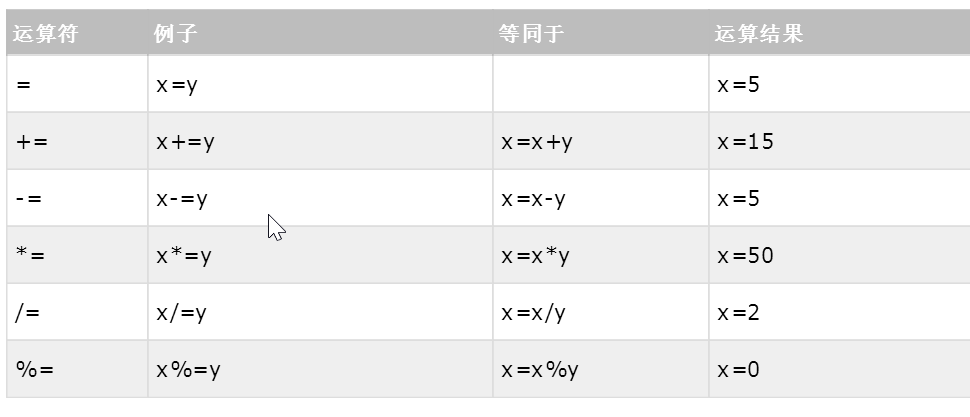 运算符 例子 等同于 运算结果
= x=y x=5
+= x+=y x=x+y x=15
-= x-=y x=x-y x=5
*= x*=y x=x*y x=50
/= x/=y x=x/y x=2
%= x%=y x=x%y x=0